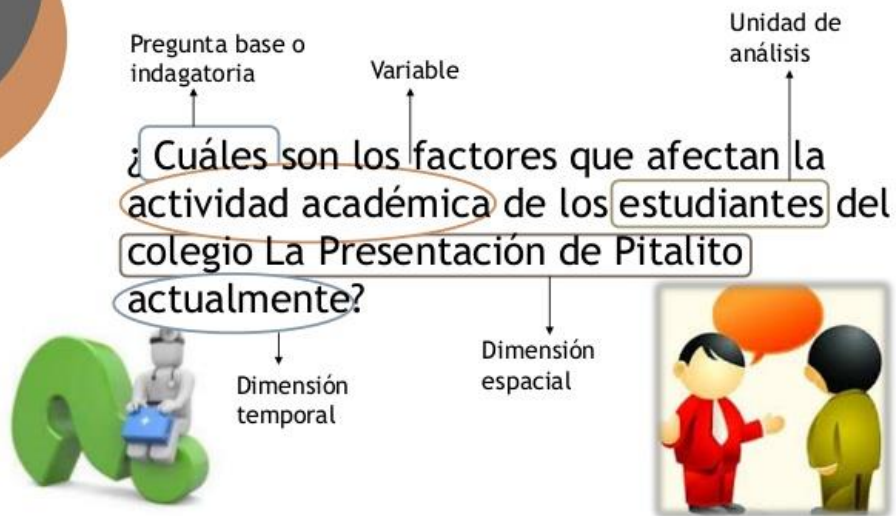 Pregunta base o
indagatoria
Variable
Unidad de
análisis
¿ Cuáles son los factores que afectan la
actividad académica de los estudiantes del
colegio La Presentación de Pitalito
actualmente?
Dimensión
temporal
Dimensión
espacial